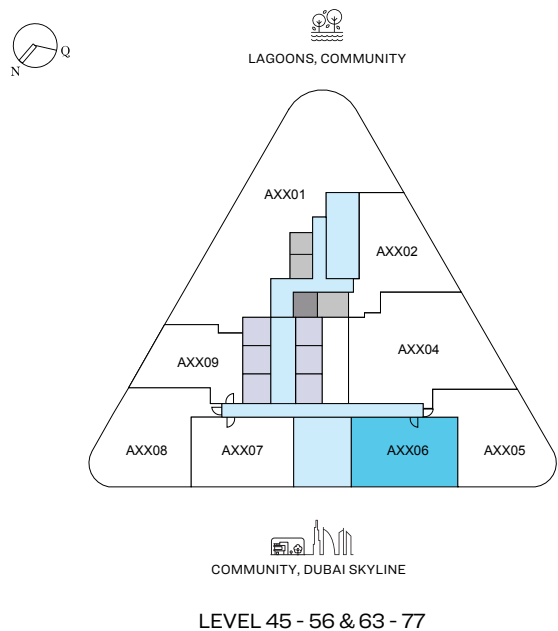 LAGOONS, COMMUNITY
N
Q
AXX01
AXX02
AXX09
AXX04
AXX08
AXX07
AXX06
AXX05
COMMUNITY, DUBAI SKYLINE
LEVEL 45 - 56 & 63 - 77